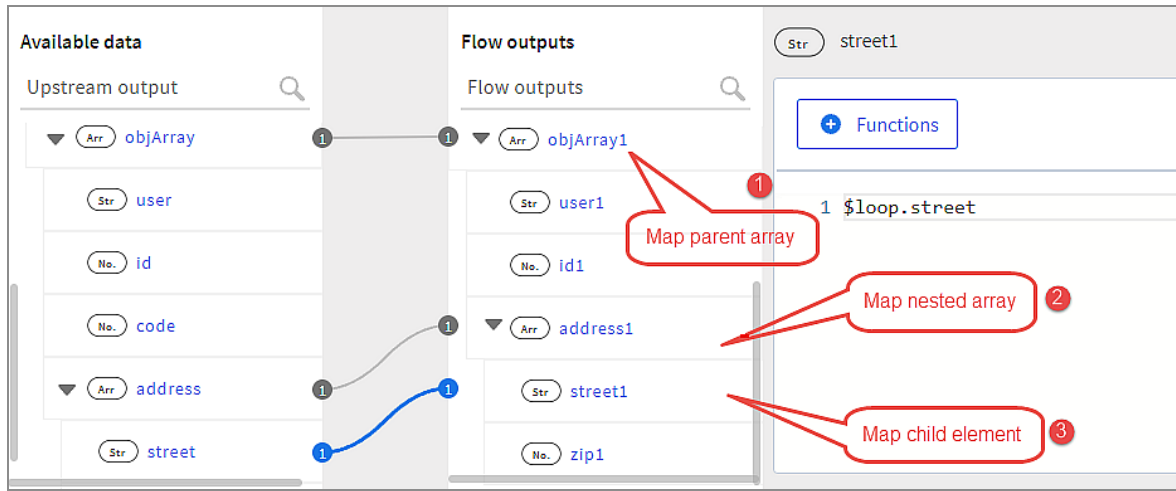 Available data
Upstream output
Arr objArray 1
Str user
No. id
No. code
Arr address 1
Str street 1
Flow outputs
Flow outputs
1 Arr objArray1
Str user1
No. id1
1 Arr address1
1 Str street1
No. zip1
1
Map parent array
2
Map nested array
3
Map child element
Str street1
+ Functions
1 $loop.street